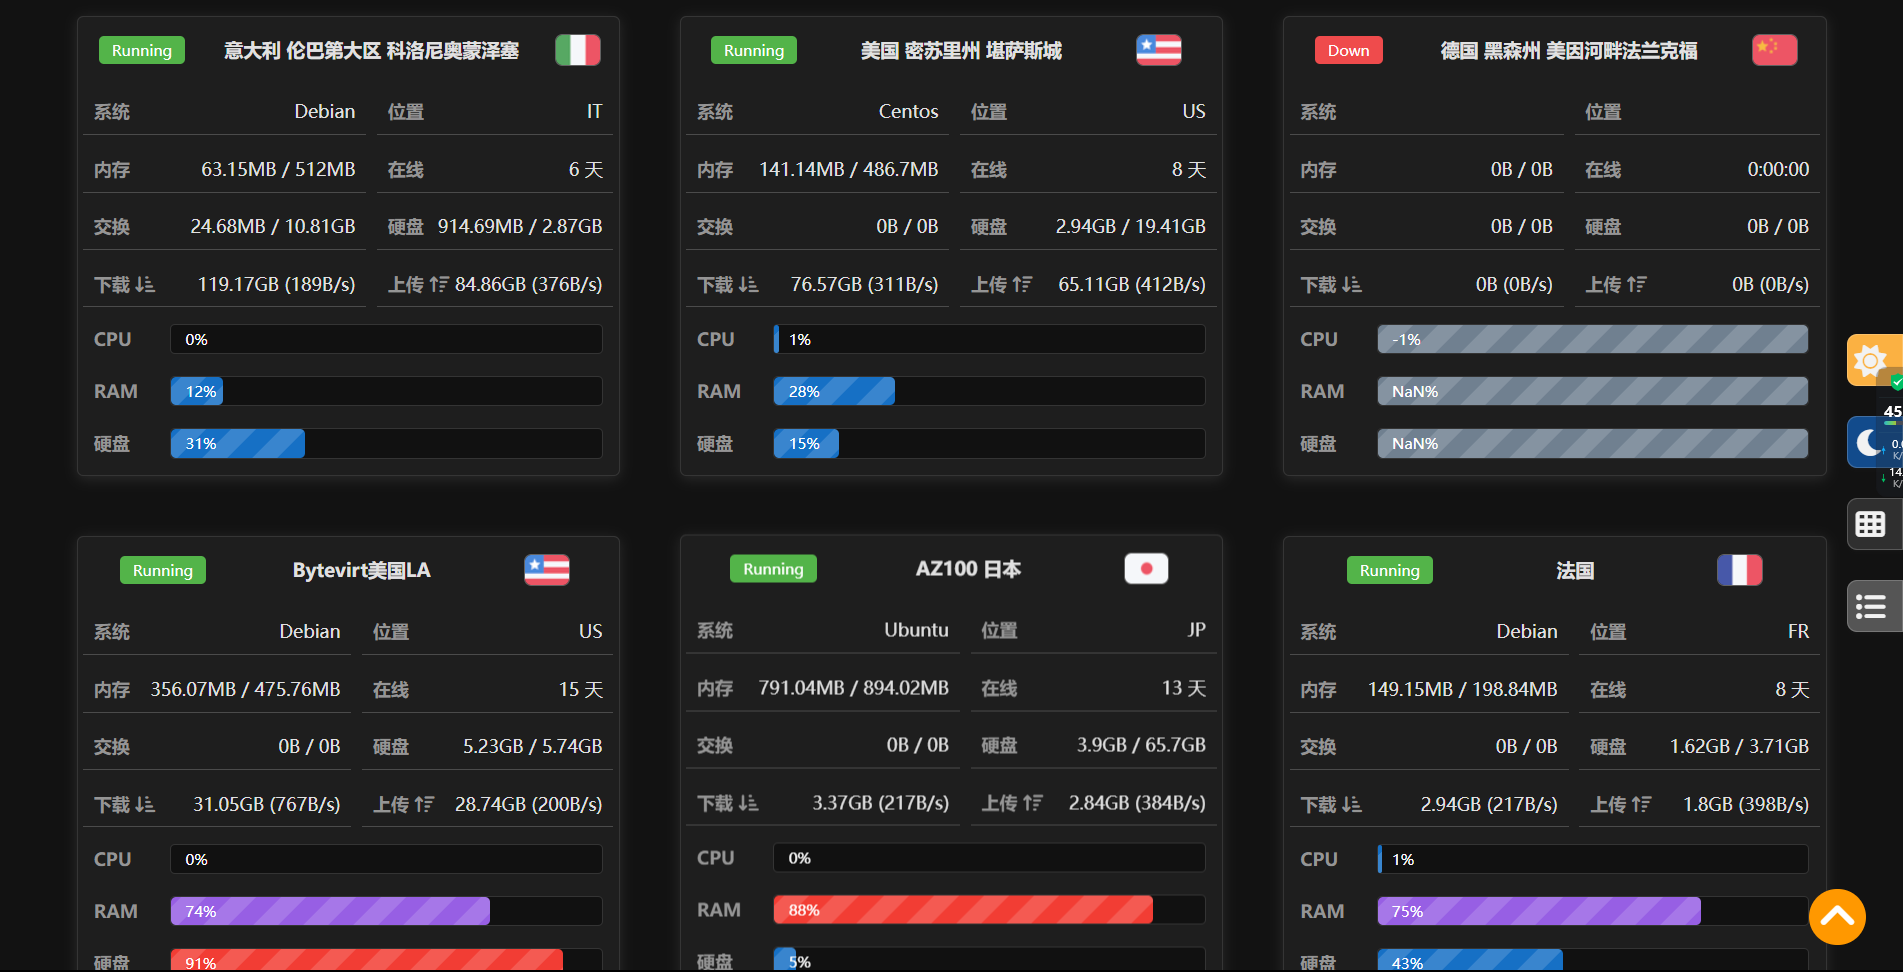 Running 意大利 伦巴第大区 科洛尼奥蒙泽塞
系统 Debian 位置 IT
内存 63.15MB / 512MB 在线 6 天
交换 24.68MB / 10.81GB 硬盘 914.69MB / 2.87GB
下载 119.17GB (189B/s) 上传 84.86GB (376B/s)
CPU 0%
RAM 12%
硬盘 31%
Running 美国 密苏里州 堪萨斯城
系统 Centos 位置 US
内存 141.14MB / 486.7MB 在线 8 天
交换 0B / 0B 硬盘 2.94GB / 19.41GB
下载 76.57GB (311B/s) 上传 65.11GB (412B/s)
CPU 1%
RAM 28%
硬盘 15%
Down 德国 黑森州 美因河畔法兰克福
系统 位置
内存 0B / 0B 在线 0:00:00
交换 0B / 0B 硬盘 0B / 0B
下载 0B (0B/s) 上传 0B (0B/s)
CPU -1%
RAM NaN%
硬盘 NaN%
Running Bytevirt美国LA
系统 Debian 位置 US
内存 356.07MB / 475.76MB 在线 15 天
交换 0B / 0B 硬盘 5.23GB / 5.74GB
下载 31.05GB (767B/s) 上传 28.74GB (200B/s)
CPU 0%
RAM 74%
硬盘 91%
Running AZ100 日本
系统 Ubuntu 位置 JP
内存 791.04MB / 894.02MB 在线 13 天
交换 0B / 0B 硬盘 3.9GB / 65.7GB
下载 3.37GB (217B/s) 上传 2.84GB (384B/s)
CPU 0%
RAM 88%
硬盘 5%
Running 法国
系统 Debian 位置 FR
内存 149.15MB / 198.84MB 在线 8 天
交换 0B / 0B 硬盘 1.62GB / 3.71GB
下载 2.94GB (217B/s) 上传 1.8GB (398B/s)
CPU 1%
RAM 75%
硬盘 43%
45